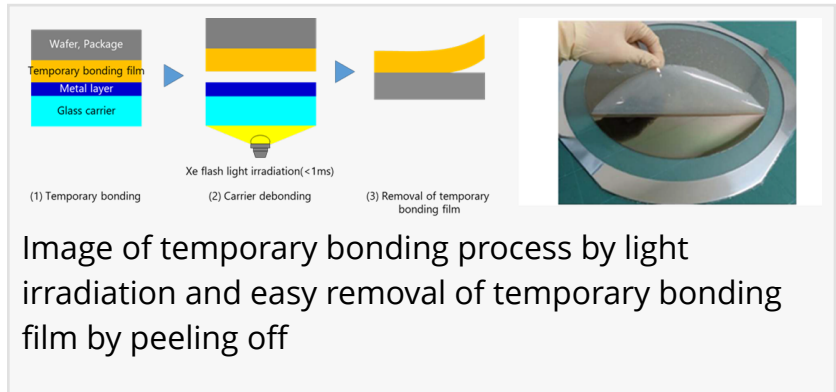 Wafer, Package
Temporary bonding film
Metal layer
Glass carrier
Xe flash light irradiation(<1ms)
(1) Temporary bonding
(2) Carrier debonding
(3) Removal of temporary
bonding film
Image of temporary bonding process by light
irradiation and easy removal of temporary bonding
film by peeling off